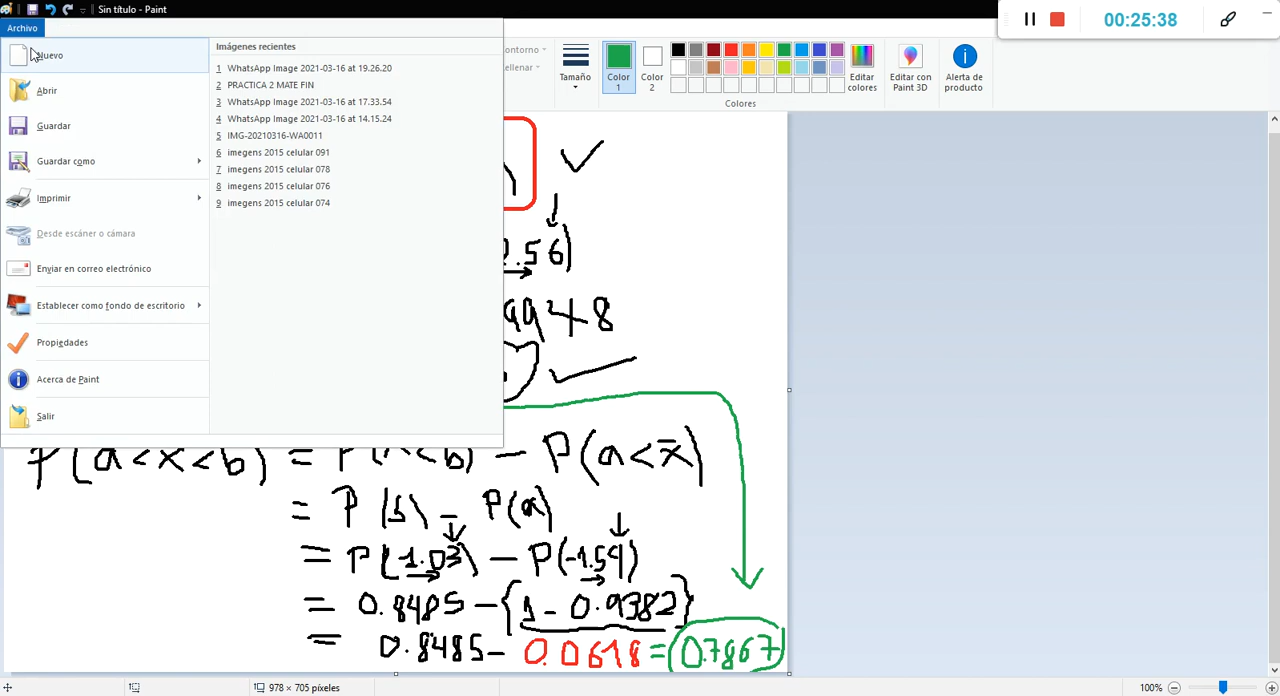 Sin título - Paint
00:25:38
Archivo
Nuevo
Abrir
Guardar
Guardar como
Imprimir
Desde escáner o cámara
Enviar en correo electrónico
Establecer como fondo de escritorio
Propiedades
Acerca de Paint
Salir
Imágenes recientes
1 WhatsApp Image 2021-03-16 at 19.26.20
2 PRACTICA 2 MATE FIN
3 WhatsApp Image 2021-03-16 at 17.33.54
4 WhatsApp Image 2021-03-16 at 14.15.24
5 IMG-20210316-WA0011
6 imegens 2015 celular 091
7 imegens 2015 celular 078
8 imegens 2015 celular 076
9 imegens 2015 celular 074
ontorno
ellenar
Tamaño
Color 1
Color 2
Editar colores
Editar con Paint 3D
Alerta de producto
Colores
2.56)
9948
P(a<x<b) = P(x<b) - P(a<x̄)
= P(b) - P(a)
= P(1.03) - P(-1.54)
= 0.8485 - {1 - 0.9382}
= 0.8485 - 0.0618 = 0.7867
978 × 705 píxeles
100%